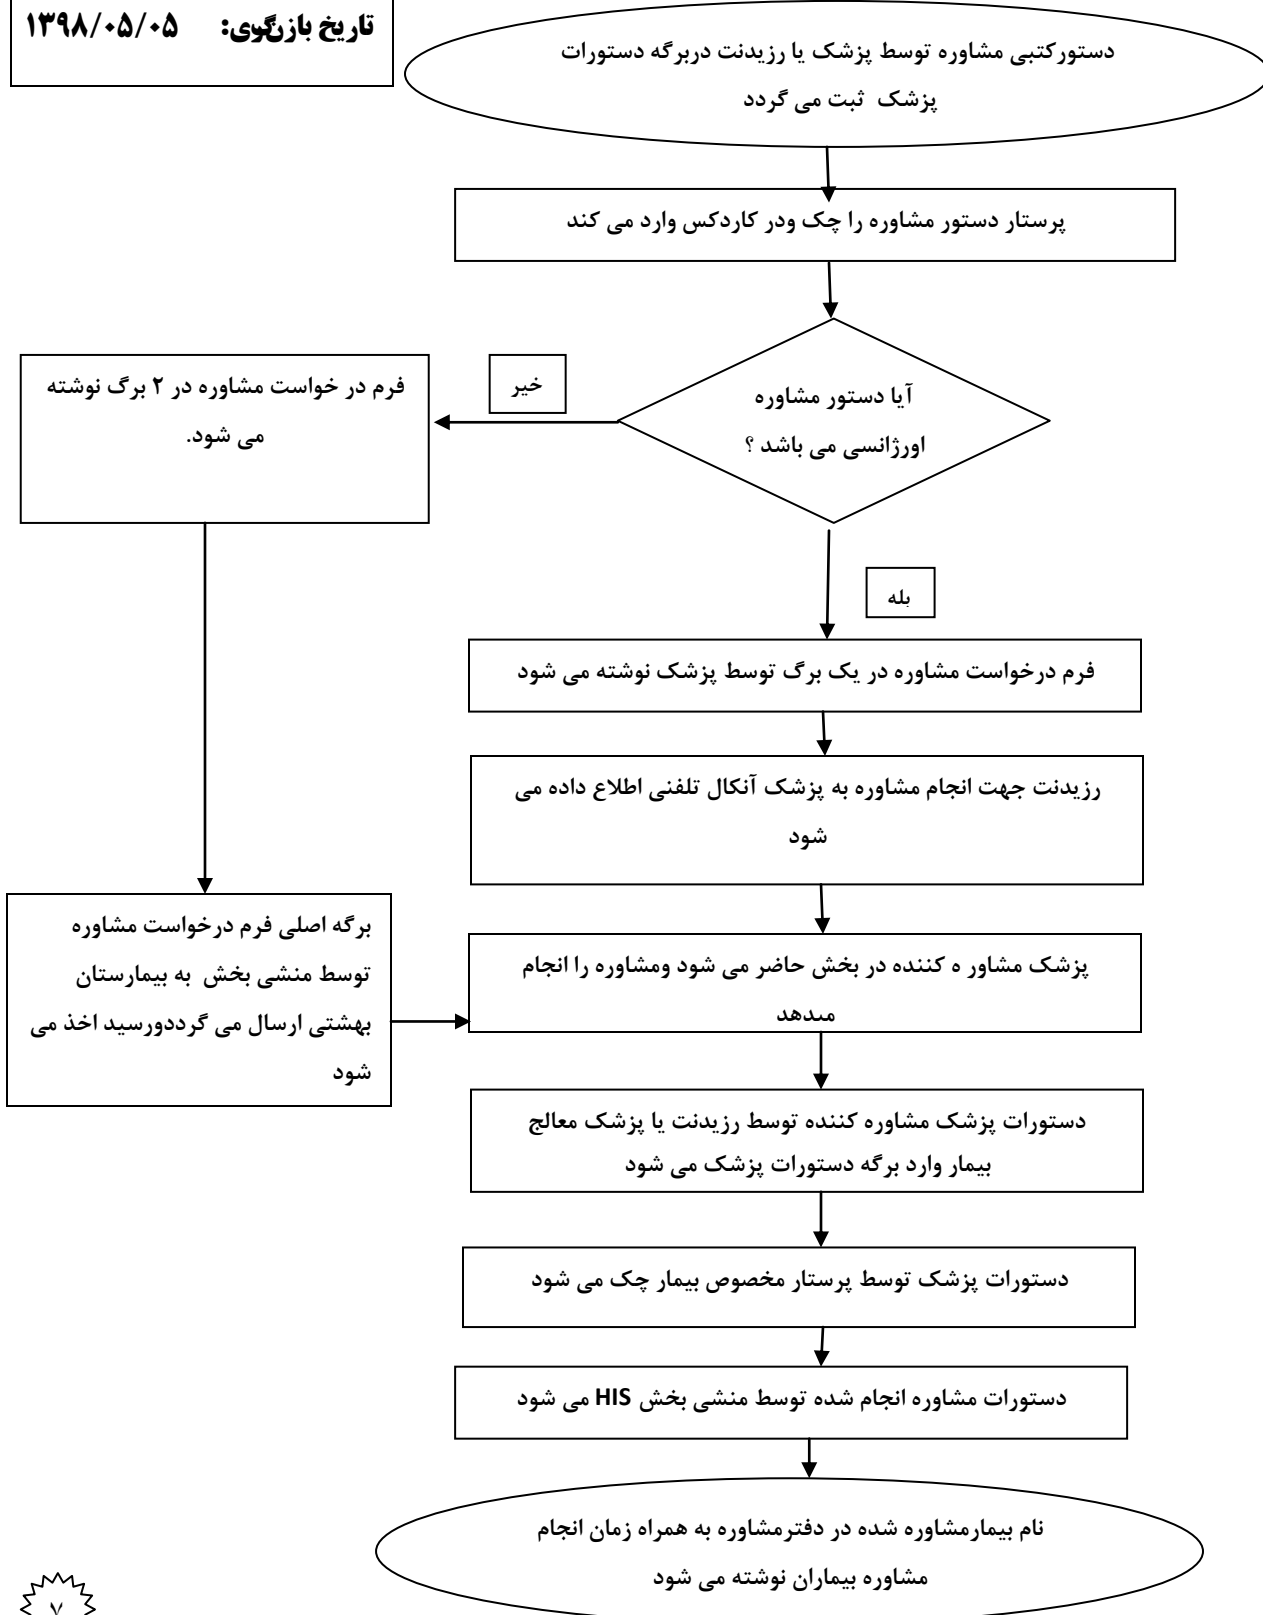 تاریخ بازنگری: ۱۳۹۸/۰۵/۰۵
دستورکتبی مشاوره توسط پزشک یا رزیدنت دربرگه دستورات
پزشک ثبت می گردد
پرستار دستور مشاوره را چک ودر کاردکس وارد می کند
آیا دستور مشاوره
اورژانسی می باشد ؟
خیر
فرم در خواست مشاوره در ۲ برگ نوشته
می شود.
بله
فرم درخواست مشاوره در یک برگ توسط پزشک نوشته می شود
رزیدنت جهت انجام مشاوره به پزشک آنکال تلفنی اطلاع داده می
شود
برگه اصلی فرم درخواست مشاوره
توسط منشی بخش به بیمارستان
بهشتی ارسال می گرددورسید اخذ می
شود
پزشک مشاور ه کننده در بخش حاضر می شود ومشاوره را انجام
میدهد
دستورات پزشک مشاوره کننده توسط رزیدنت یا پزشک معالج
بیمار وارد برگه دستورات پزشک می شود
دستورات پزشک توسط پرستار مخصوص بیمار چک می شود
دستورات مشاوره انجام شده توسط منشی بخش HIS می شود
نام بیمارمشاوره شده در دفترمشاوره به همراه زمان انجام
مشاوره بیماران نوشته می شود
۷